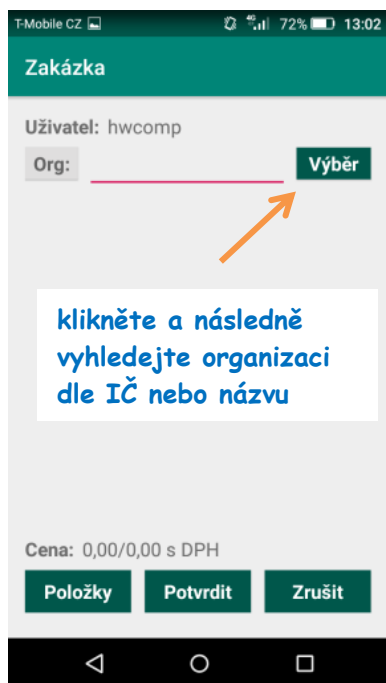 T-Mobile CZ 4G 72% 13:02
Zakázka
Uživatel: hwcomp
Org: Výběr
klikněte a následně
vyhledejte organizaci
dle IČ nebo názvu
Cena: 0,00/0,00 s DPH
Položky Potvrdit Zrušit